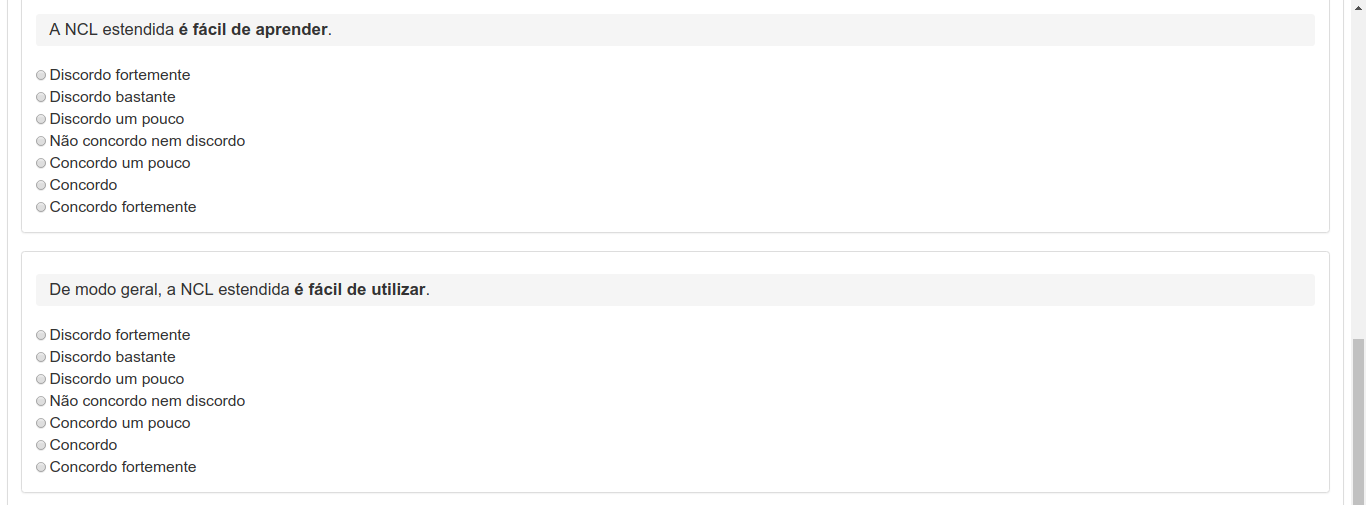 A NCL estendida é fácil de aprender.
Discordo fortemente
Discordo bastante
Discordo um pouco
Não concordo nem discordo
Concordo um pouco
Concordo
Concordo fortemente
De modo geral, a NCL estendida é fácil de utilizar.
Discordo fortemente
Discordo bastante
Discordo um pouco
Não concordo nem discordo
Concordo um pouco
Concordo
Concordo fortemente